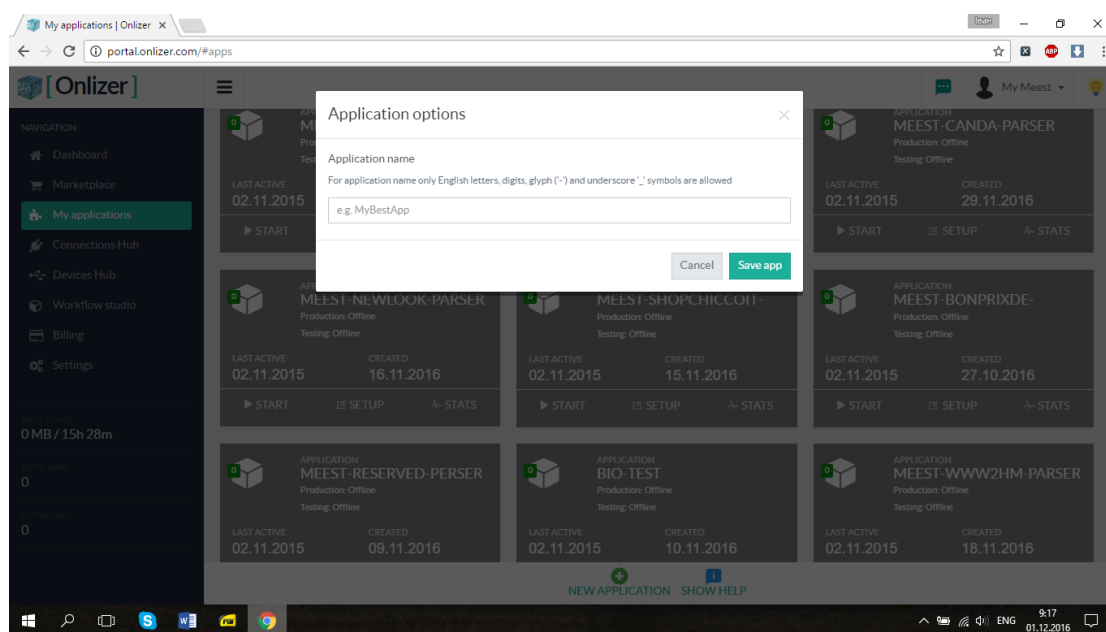 My applications | Onlizer
portal.onlizer.com/#apps
[ Onlizer ]
My Meest
NAVIGATION
Dashboard
Marketplace
My applications
Connections Hub
Devices Hub
Workflow studio
Billing
Settings
0 MB / 15h 28m
0
0
Application options
Application name
For application name only English letters, digits, glyph ('-') and underscore '_' symbols are allowed
e.g. MyBestApp
Cancel
Save app
LAST ACTIVE
02.11.2015
START
APPLICATION
MEEST-CANDA-PARSER
Production: Offline
Testing: Offline
LAST ACTIVE CREATED
02.11.2015 29.11.2016
START SETUP STATS
MEEST-NEWLOOK-PARSER
Production: Offline
Testing: Offline
LAST ACTIVE CREATED
02.11.2015 16.11.2016
START SETUP STATS
MEEST-SHOPCHICCOIT-
Production: Offline
Testing: Offline
LAST ACTIVE CREATED
02.11.2015 15.11.2016
START SETUP STATS
APPLICATION
MEEST-BONPRIXDE-
Production: Offline
Testing: Offline
LAST ACTIVE CREATED
02.11.2015 27.10.2016
START SETUP STATS
APPLICATION
MEEST-RESERVED-PERSER
Production: Offline
Testing: Offline
LAST ACTIVE CREATED
02.11.2015 09.11.2016
APPLICATION
BIO-TEST
Production: Offline
Testing: Offline
LAST ACTIVE CREATED
02.11.2015 10.11.2016
APPLICATION
MEEST-WWW2HM-PARSER
Production: Offline
Testing: Offline
LAST ACTIVE CREATED
02.11.2015 18.11.2016
NEW APPLICATION SHOW HELP
ENG
9:17
01.12.2016